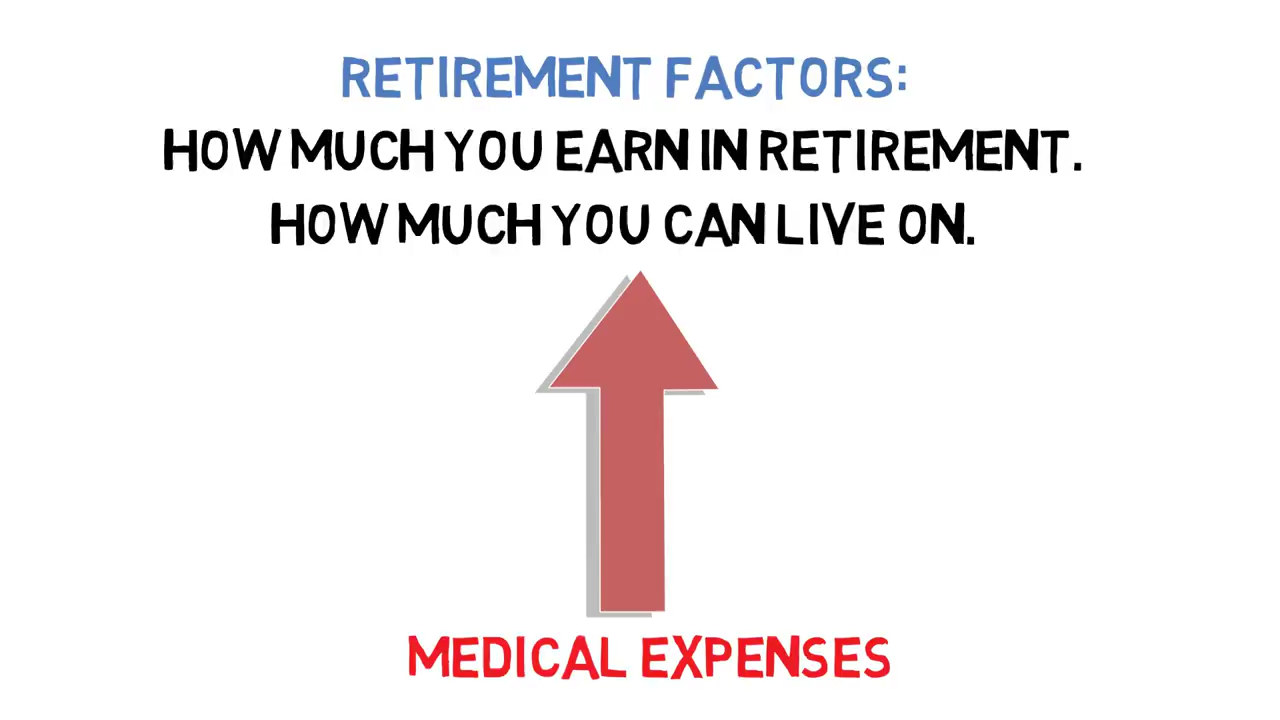 RETIREMENT FACTORS:
HOW MUCH YOU EARN IN RETIREMENT.
HOW MUCH YOU CAN LIVE ON.
MEDICAL EXPENSES